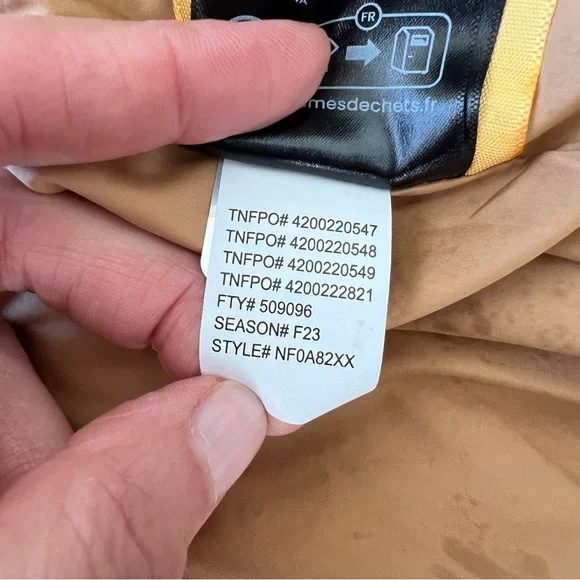 FR
mesdechets.fr
TNFPO# 4200220547
TNFPO# 4200220548
TNFPO# 4200220549
TNFPO# 4200222821
FTY# 509096
SEASON# F23
STYLE# NF0A82XX